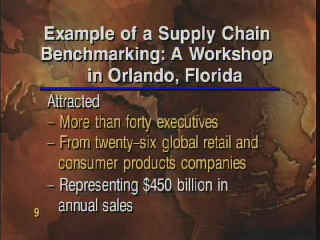 Example of a Supply Chain
Benchmarking: A Workshop
in Orlando, Florida
Attracted
– More than forty executives
– From twenty–six global retail and
consumer products companies
– Representing $450 billion in
annual sales
9